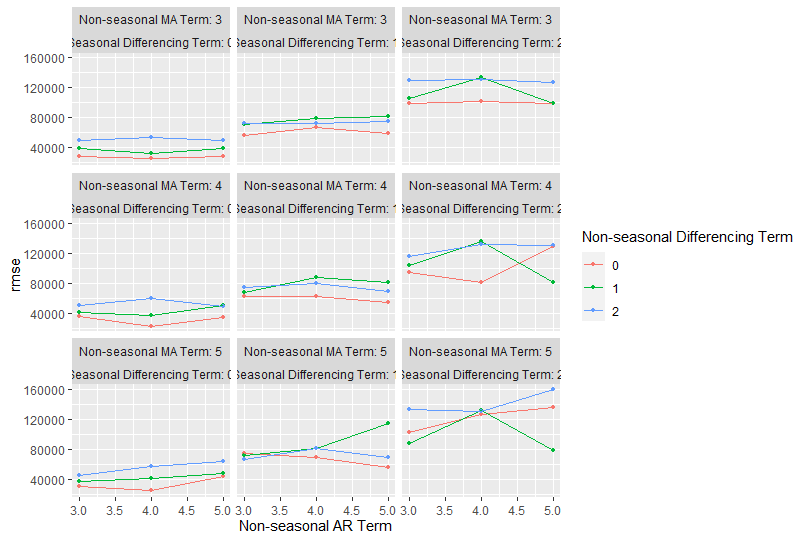 Non-seasonal MA Term: 3 Non-seasonal MA Term: 3 Non-seasonal MA Term: 3
Seasonal Differencing Term: 0 Seasonal Differencing Term: 1 Seasonal Differencing Term: 2
160000
120000
80000
40000
Non-seasonal MA Term: 4 Non-seasonal MA Term: 4 Non-seasonal MA Term: 4
Seasonal Differencing Term: 0 Seasonal Differencing Term: 1 Seasonal Differencing Term: 2
160000
120000
80000
40000
Non-seasonal MA Term: 5 Non-seasonal MA Term: 5 Non-seasonal MA Term: 5
Seasonal Differencing Term: 0 Seasonal Differencing Term: 1 Seasonal Differencing Term: 2
160000
120000
80000
40000
3.0 3.5 4.0 4.5 5.0 3.0 3.5 4.0 4.5 5.0 3.0 3.5 4.0 4.5 5.0
Non-seasonal AR Term
rmse
Non-seasonal Differencing Term
0
1
2